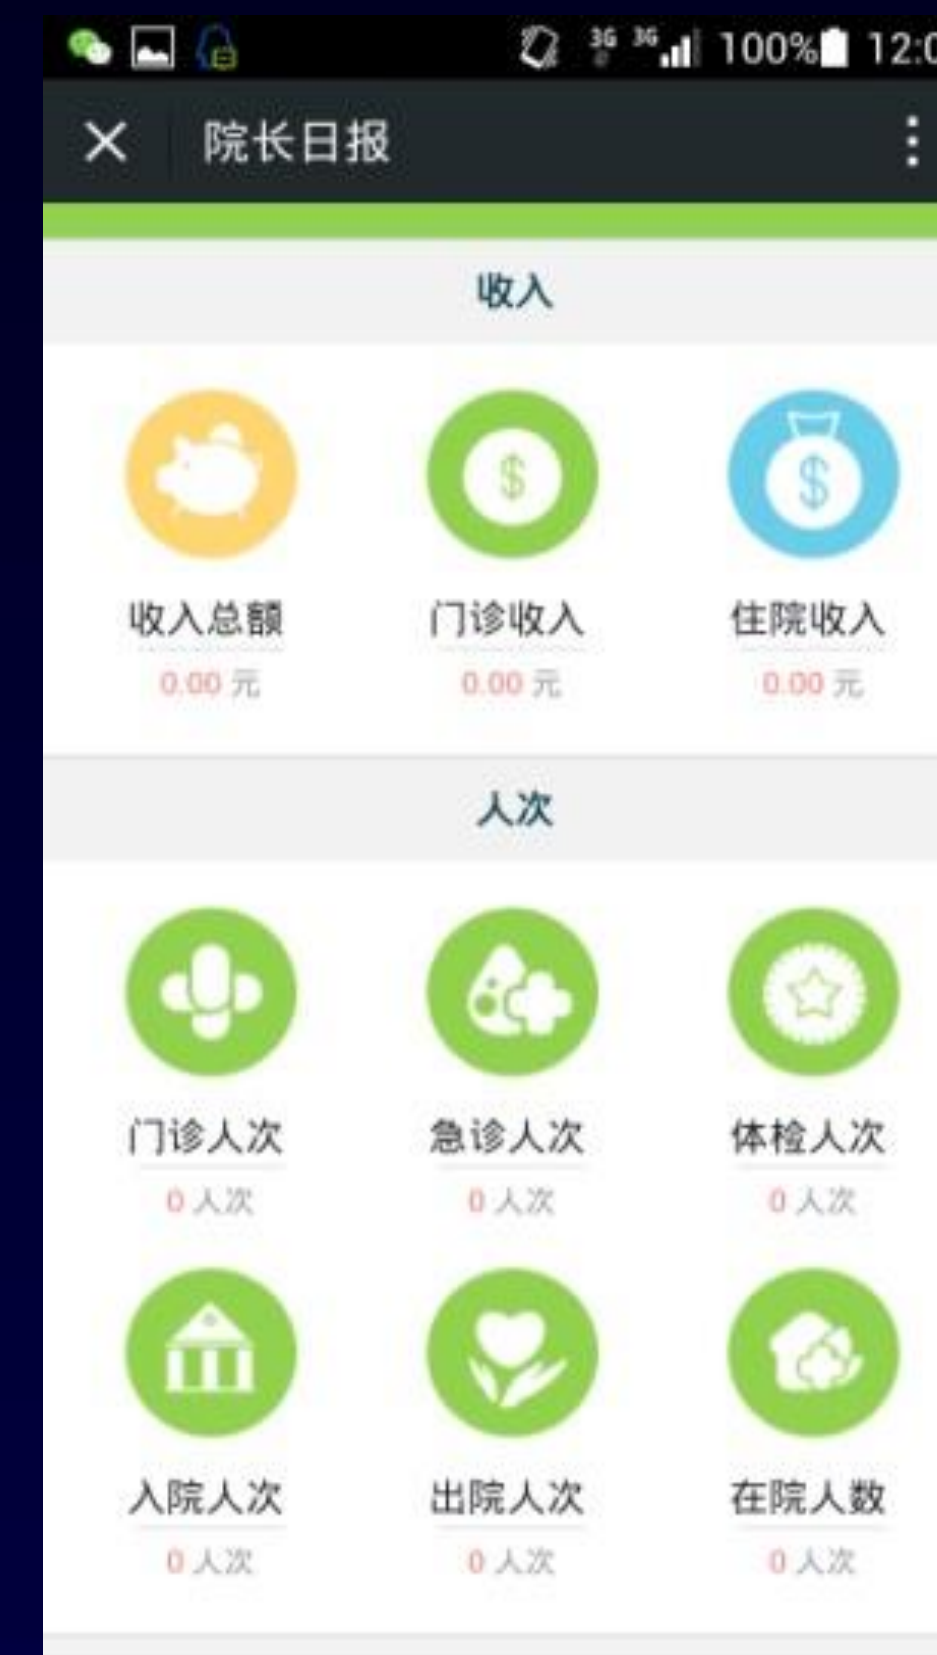 3G 3G 100% 12:0
院长日报
收入
$ $
收入总额 门诊收入 住院收入
0.00 元 0.00 元 0.00 元
人次
门诊人次 急诊人次 体检人次
0 人次 0 人次 0 人次
入院人次 出院人次 在院人数
0 人次 0 人次 0 人次